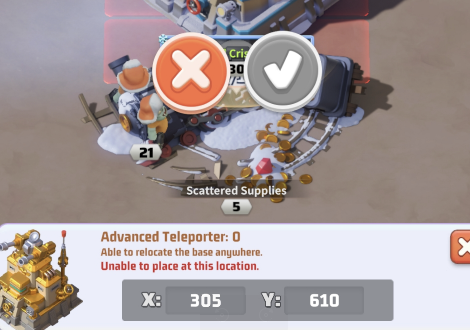 Cris
30
21
Scattered Supplies
5
Advanced Teleporter: 0
Able to relocate the base anywhere.
Unable to place at this location.
X: 305 Y: 610